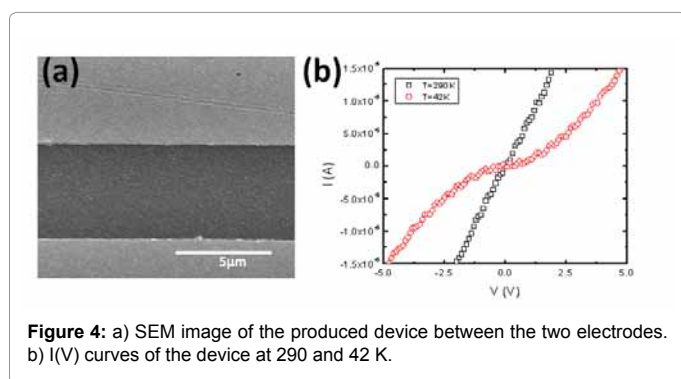 (a)
5μm
(b)
T=290 K
T=42K
I (A)
0.0
-5.0 -2.5 0.0 2.5 5.0
V (V)
Figure 4: a) SEM image of the produced device between the two electrodes.
b) I(V) curves of the device at 290 and 42 K.